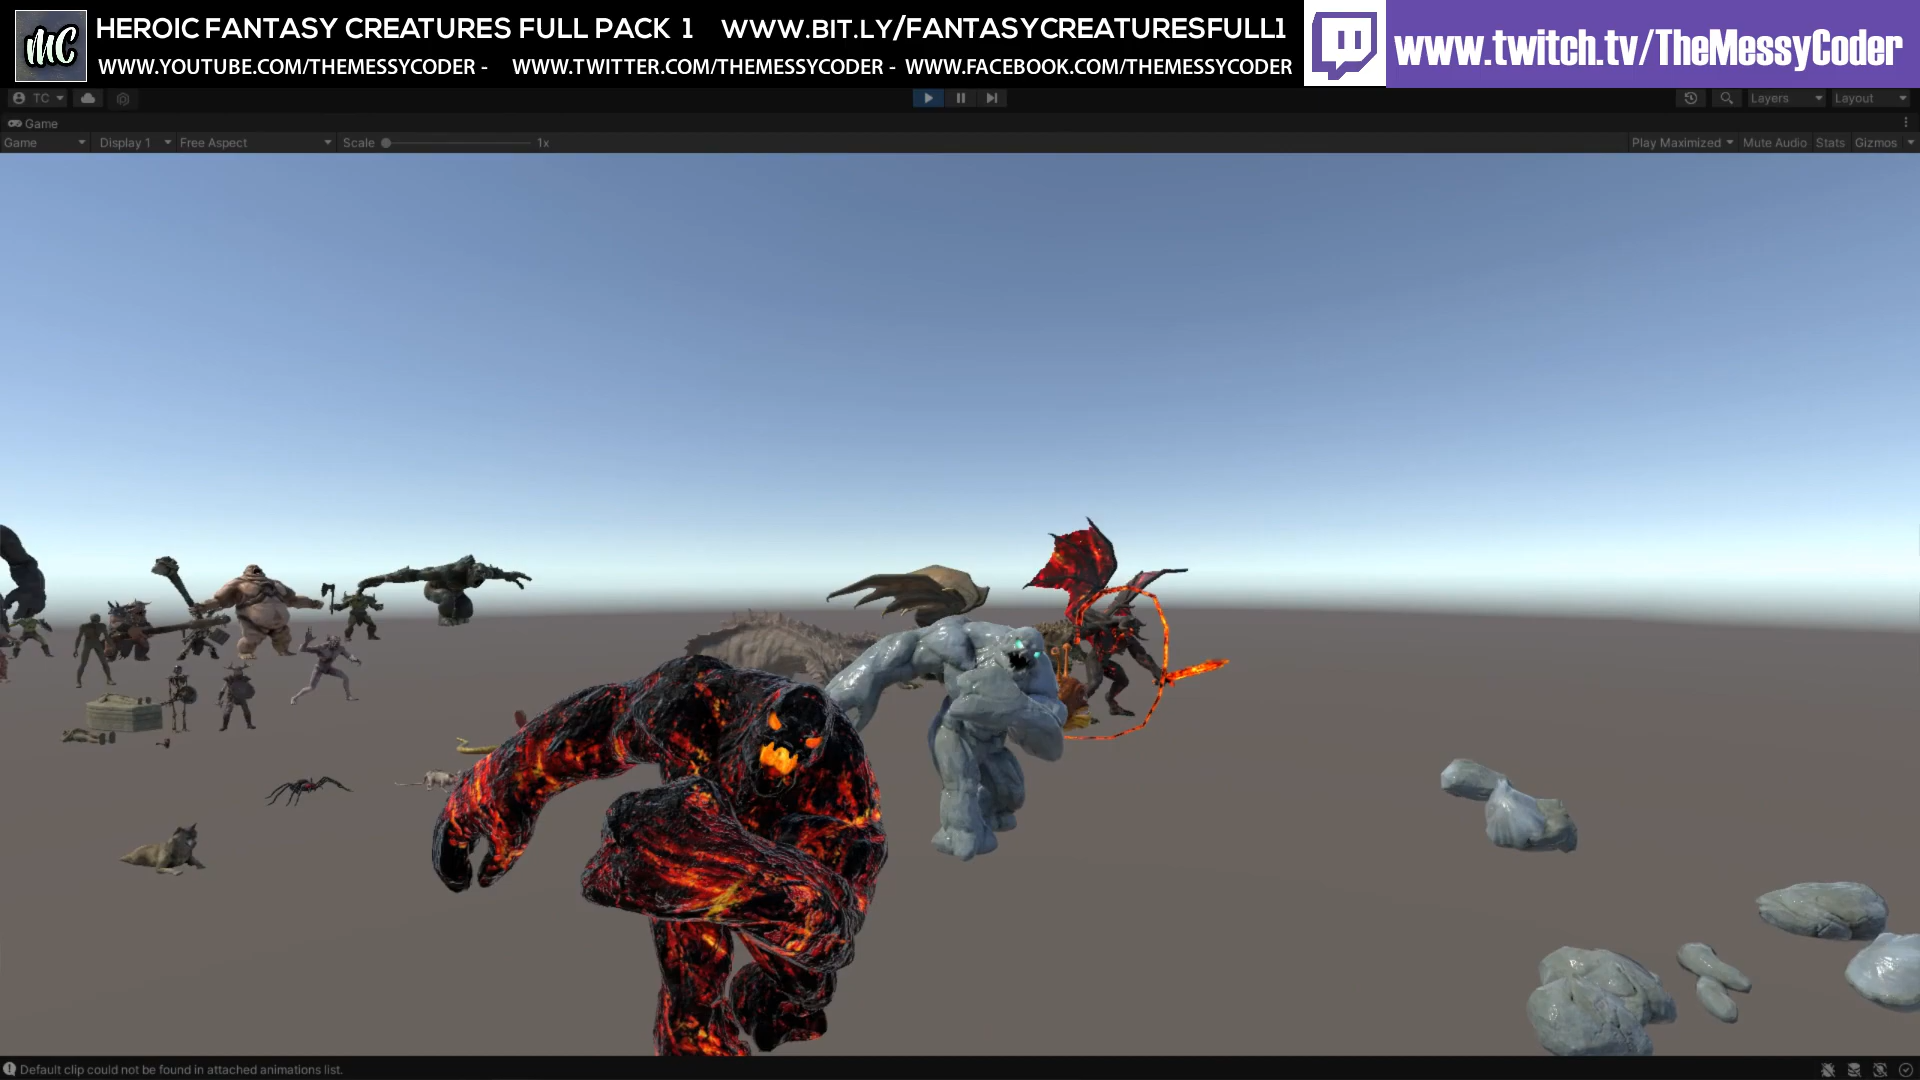 MC
HEROIC FANTASY CREATURES FULL PACK 1 WWW.BIT.LY/FANTASYCREATURESFULL1
WWW.YOUTUBE.COM/THEMESSYCODER - WWW.TWITTER.COM/THEMESSYCODER - WWW.FACEBOOK.COM/THEMESSYCODER
www.twitch.tv/TheMessyCoder
TC
Layers
Layout
Game
Game
Display 1
Free Aspect
Scale
1x
Play Maximized
Mute Audio
Stats
Gizmos
Default clip could not be found in attached animations list.